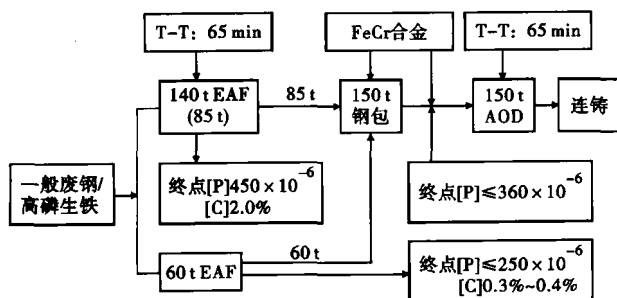 T-T：65 min
FeCr合金
T-T：65 min
140 t EAF
(85 t)
85 t
150 t
钢包
150 t
AOD
连铸
一般废钢/
高磷生铁
终点[P]450×10⁻⁶
[C]2.0%
终点[P]≤360×10⁻⁶
60 t
60 t EAF
终点[P]≤250×10⁻⁶
[C]0.3%~0.4%